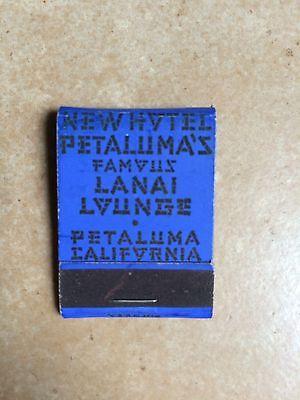 NEW HOTEL
PETALUMA'S
FAMOUS
LANAI
LOUNGE
•
PETALUMA
CALIFORNIA